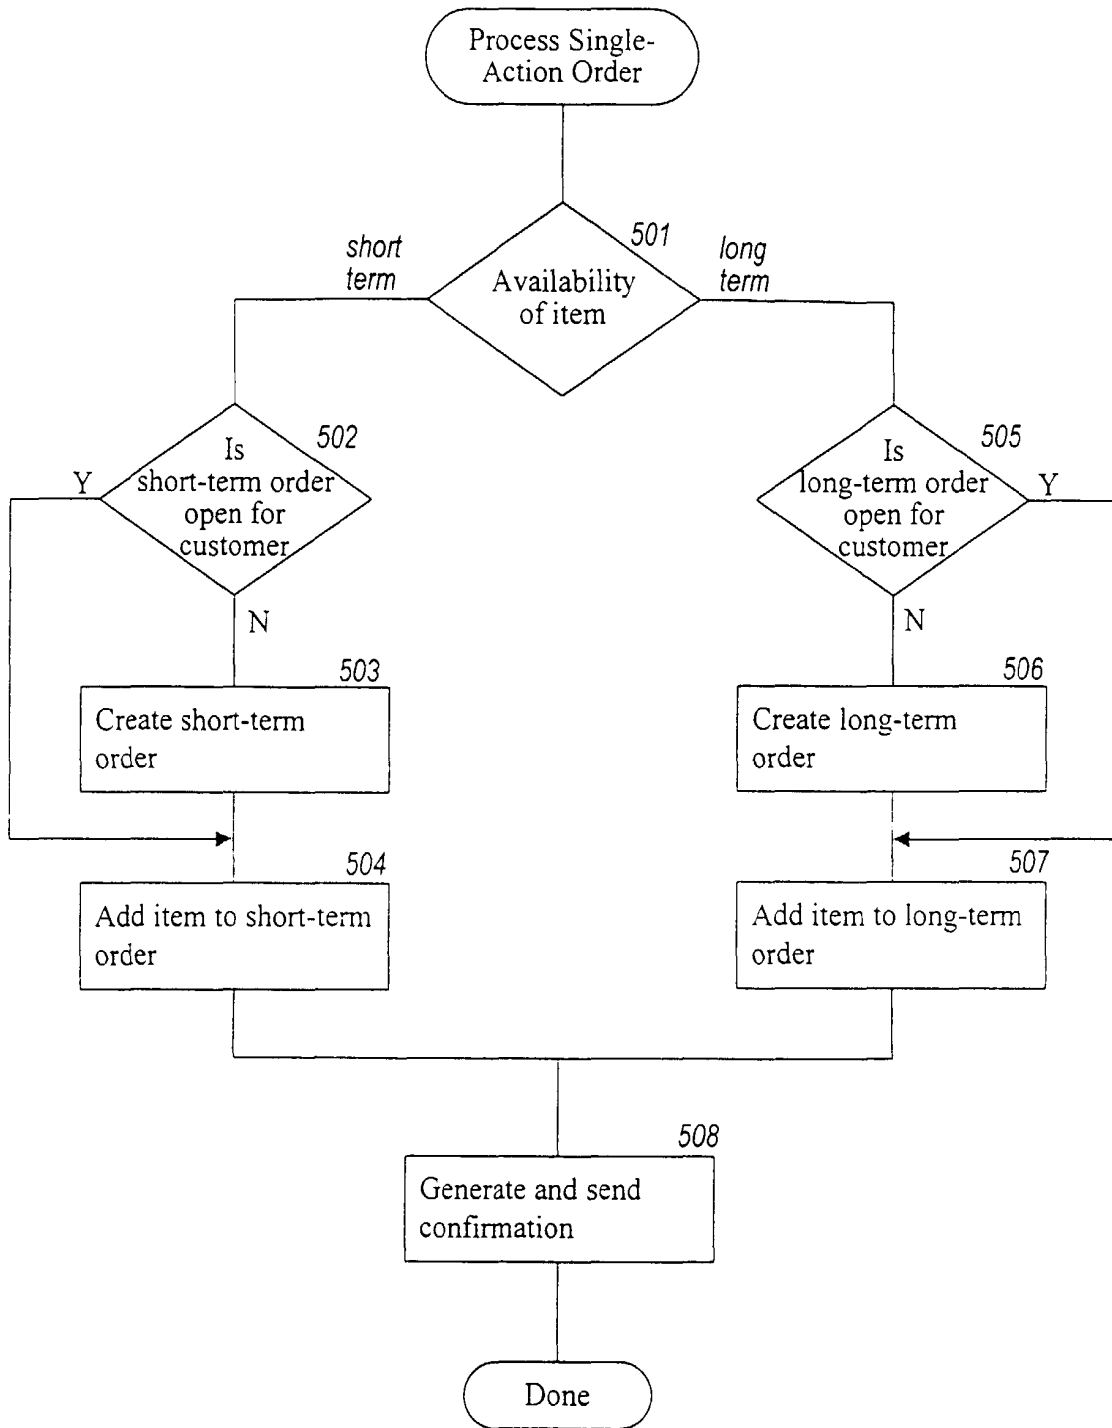 Process Single-
Action Order
501
short
term
long
term
Availability
of item
502
Is
short-term order
open for
customer
Y
N
505
Is
long-term order
open for
customer
Y
N
503
Create short-term
order
506
Create long-term
order
504
Add item to short-term
order
507
Add item to long-term
order
508
Generate and send
confirmation
Done